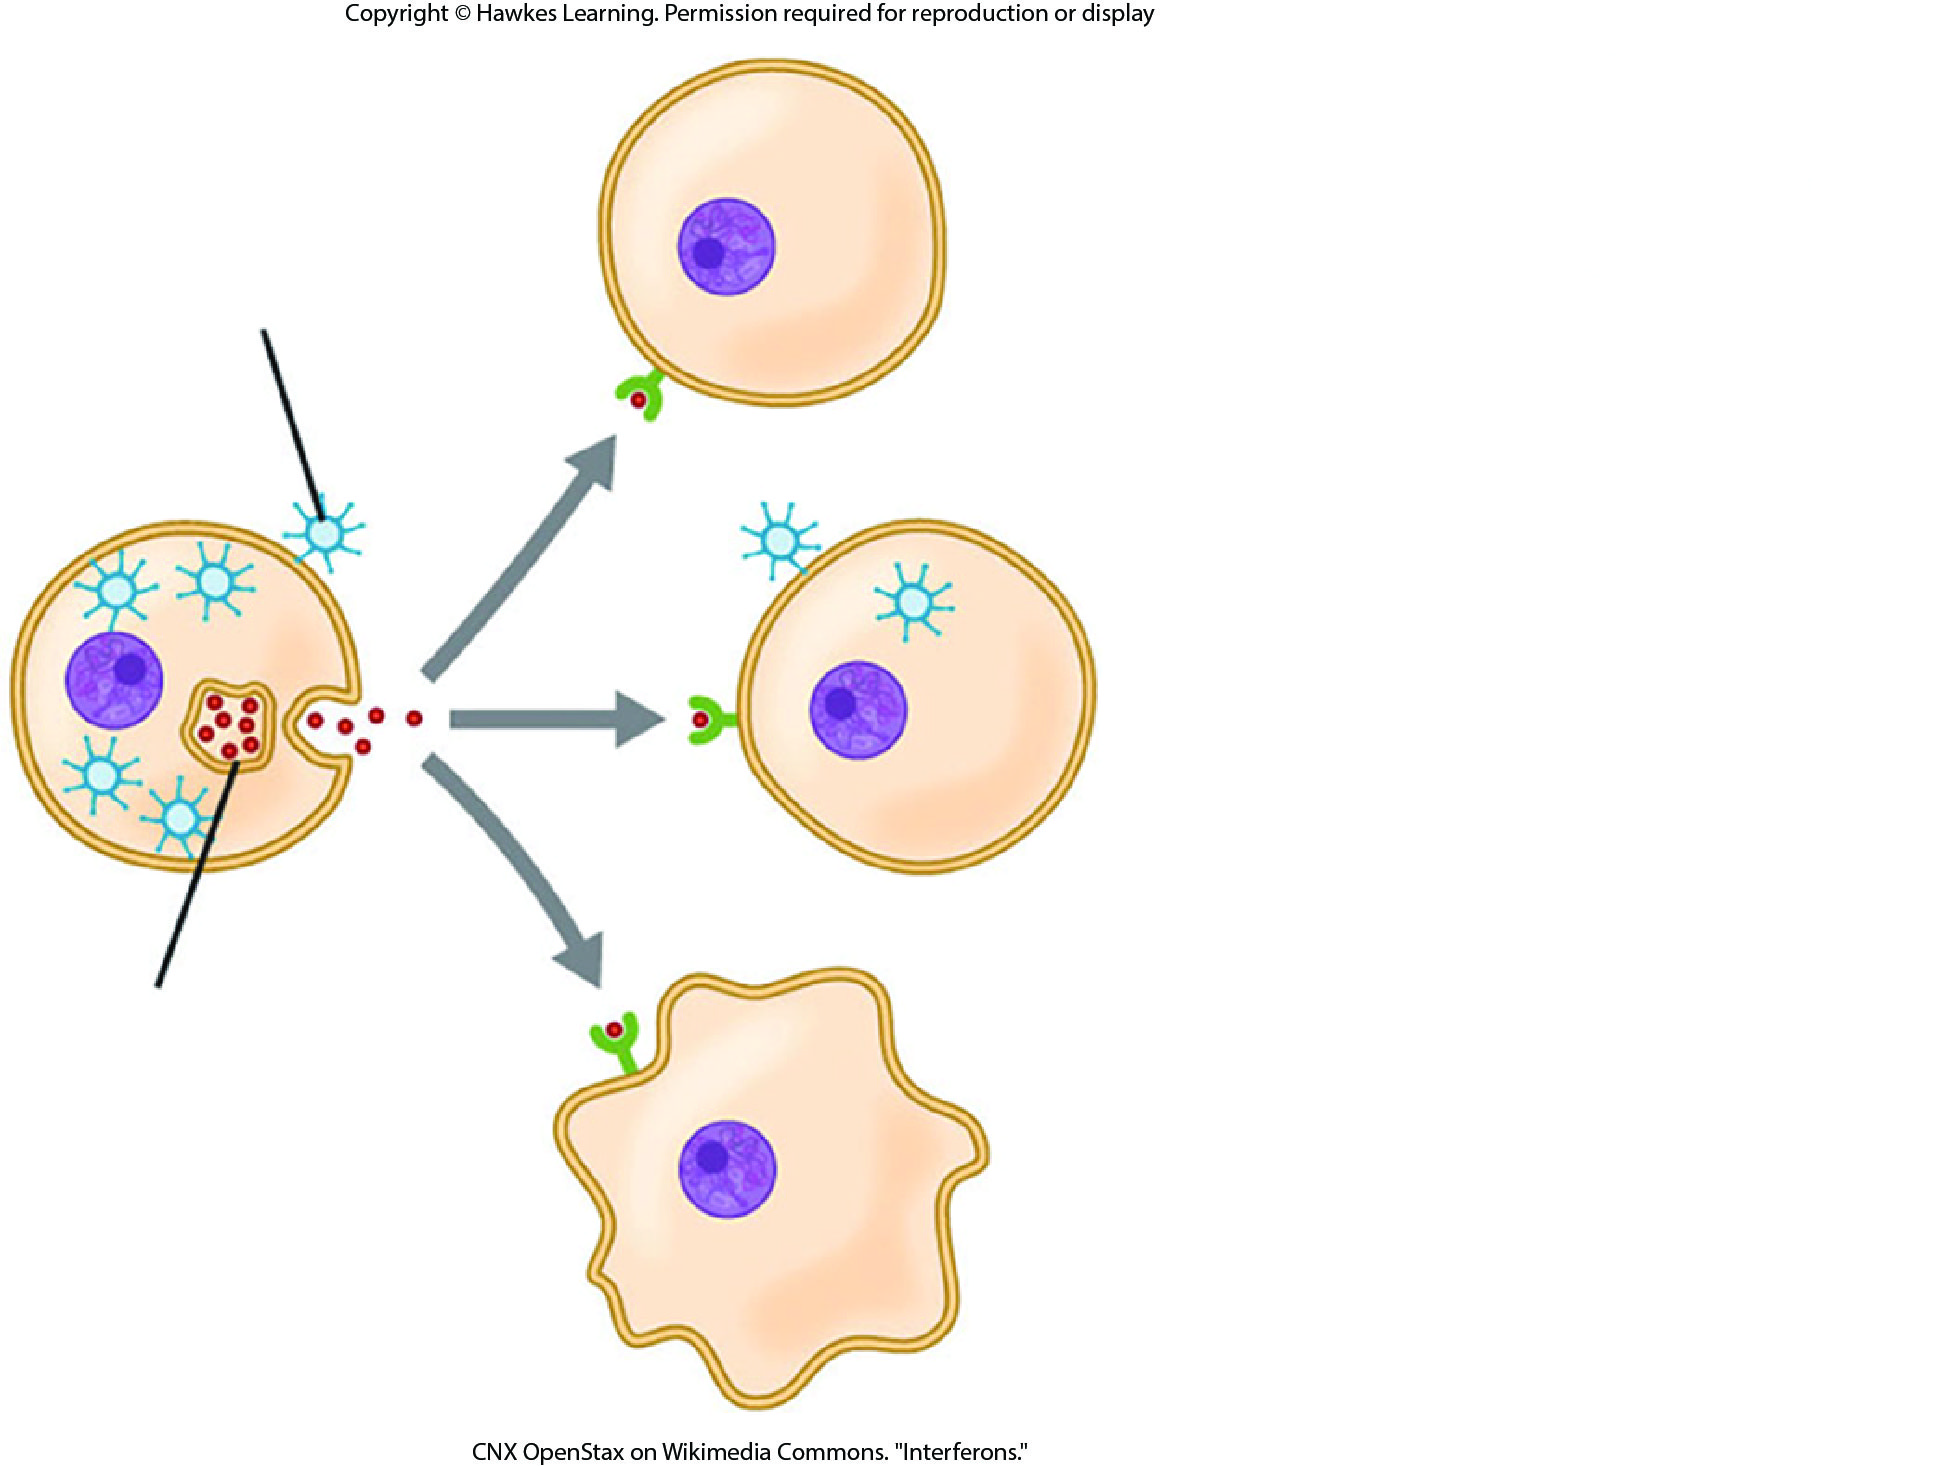 Copyright © Hawkes Learning. Permission required for reproduction or display
CNX OpenStax on Wikimedia Commons. "Interferons."